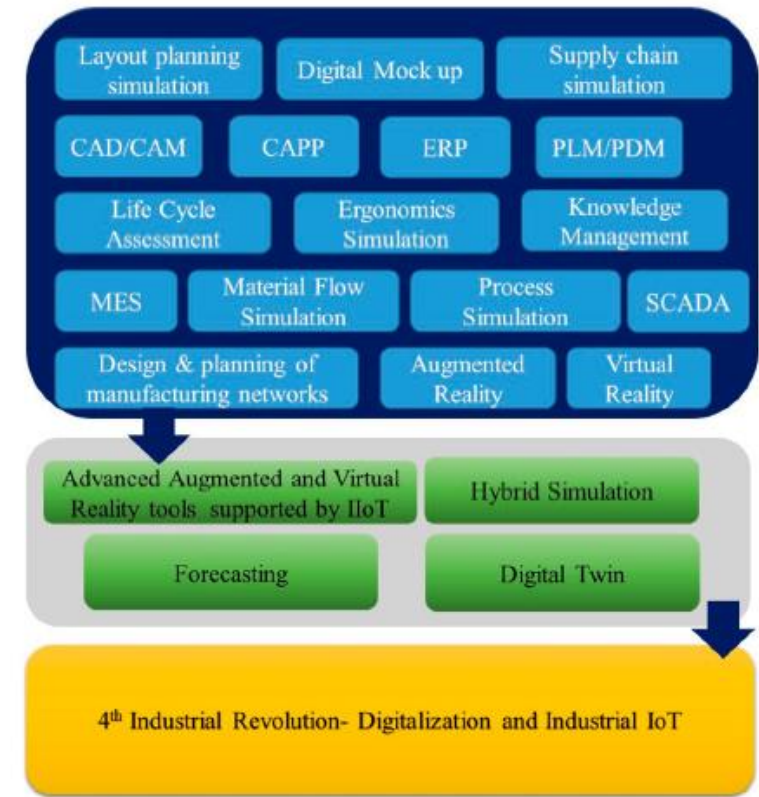 Layout planning
simulation
Digital Mock up
Supply chain
simulation
CAD/CAM
CAPP
ERP
PLM/PDM
Life Cycle
Assessment
Ergonomics
Simulation
Knowledge
Management
MES
Material Flow
Simulation
Process
Simulation
SCADA
Design & planning of
manufacturing networks
Augmented
Reality
Virtual
Reality
Advanced Augmented and Virtual
Reality tools supported by IIoT
Hybrid Simulation
Forecasting
Digital Twin
4th Industrial Revolution- Digitalization and Industrial IoT